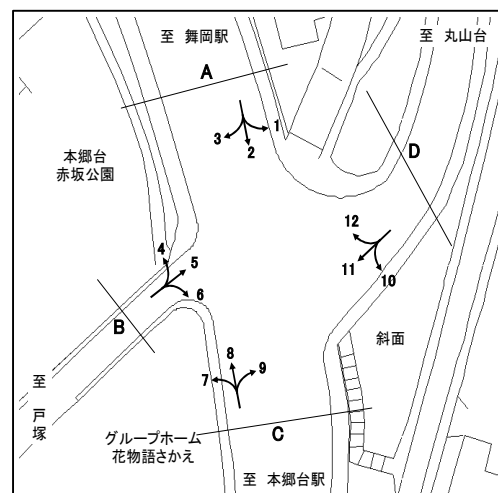 至 舞岡駅
至 丸山台
A
本郷台
赤坂公園
1
2
3
D
12
11
10
4
5
6
B
斜面
8
9
7
至 戸塚
C
グループホーム
花物語さかえ
至 本郷台駅